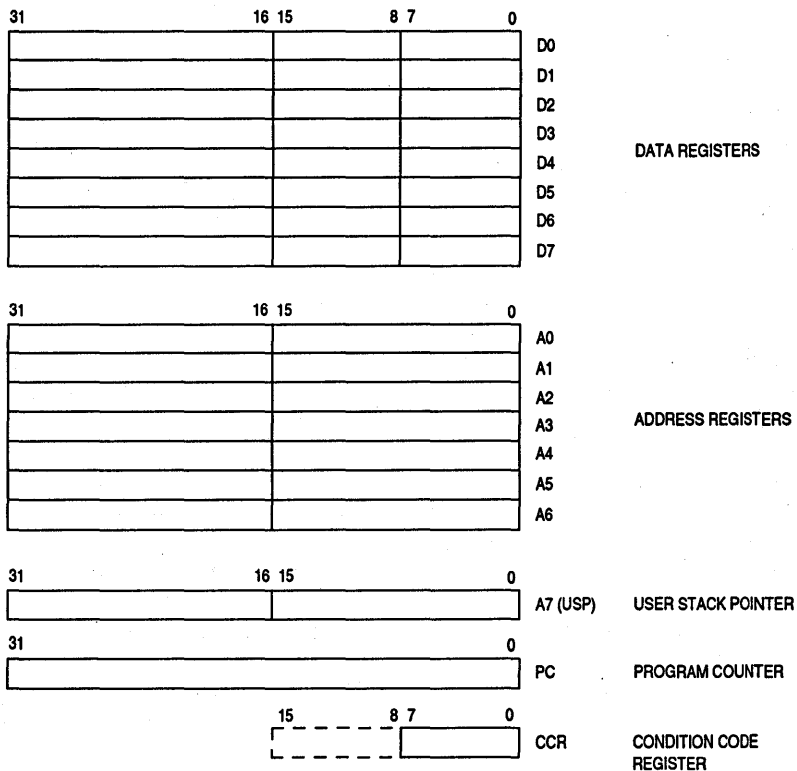 31 16 15 8 7 0
D0
D1
D2
D3
D4
D5
D6
D7
DATA REGISTERS
31 16 15 0
A0
A1
A2
A3
A4
A5
A6
ADDRESS REGISTERS
31 16 15 0
A7 (USP) USER STACK POINTER
31 0
PC PROGRAM COUNTER
15 8 7 0
CCR CONDITION CODE
REGISTER